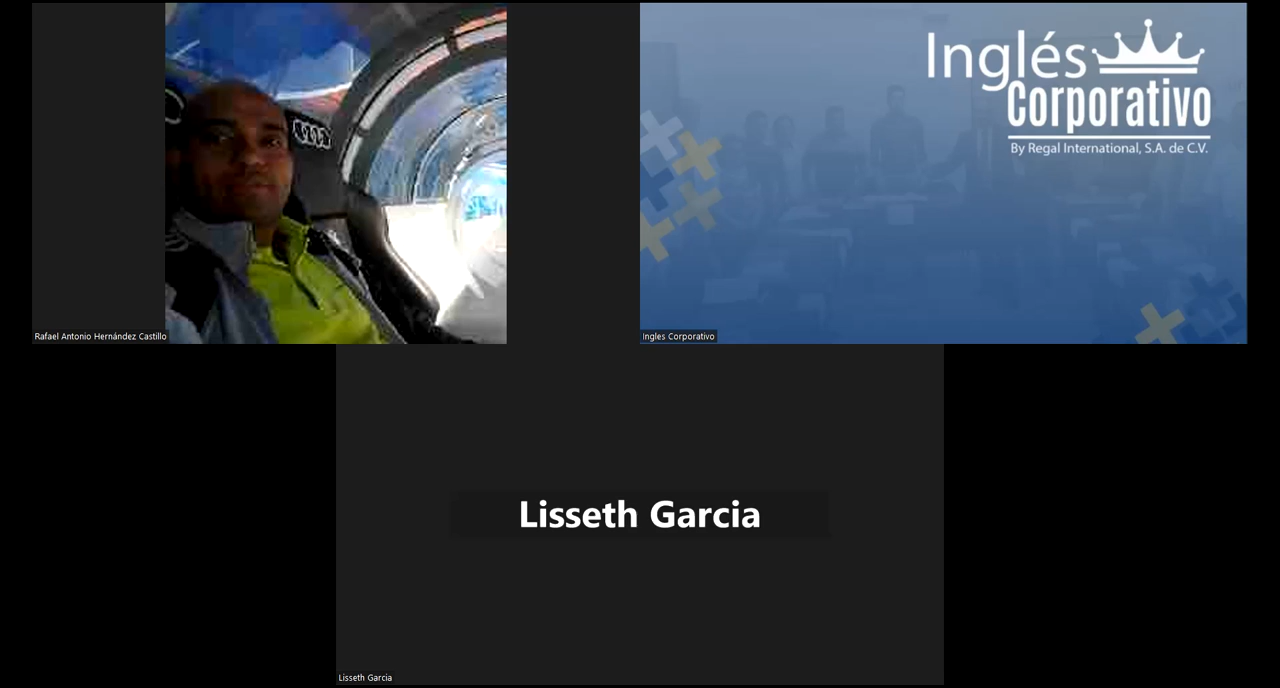 Inglés
Corporativo
By Regal International, S.A. de C.V.
Rafael Antonio Hernández Castillo
Ingles Corporativo
Lisseth Garcia
Lisseth Garcia